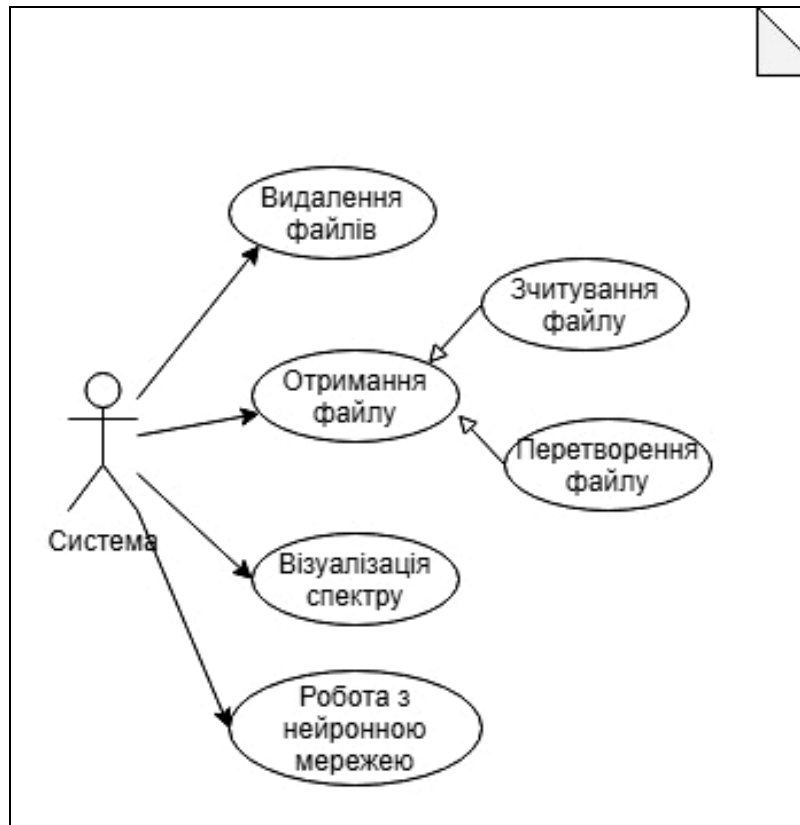 Видалення
файлів
Зчитування
файлу
Отримання
файлу
Перетворення
файлу
Система
Візуалізація
спектру
Робота з
нейронною
мережею